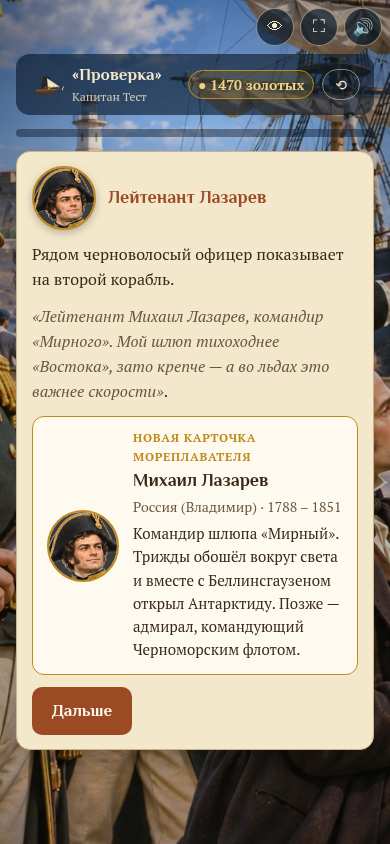 «Проверка»
Капитан Тест
● 1470 золотых
Лейтенант Лазарев
Рядом черноволосый офицер показывает
на второй корабль.
«Лейтенант Михаил Лазарев, командир
«Мирного». Мой шлюп тихоходнее
«Востока», зато крепче — а во льдах это
важнее скорости».
НОВАЯ КАРТОЧКА
МОРЕПЛАВАТЕЛЯ
Михаил Лазарев
Россия (Владимир) · 1788 – 1851
Командир шлюпа «Мирный».
Трижды обошёл вокруг света
и вместе с Беллинсгаузеном
открыл Антарктиду. Позже —
адмирал, командующий
Черноморским флотом.
Дальше